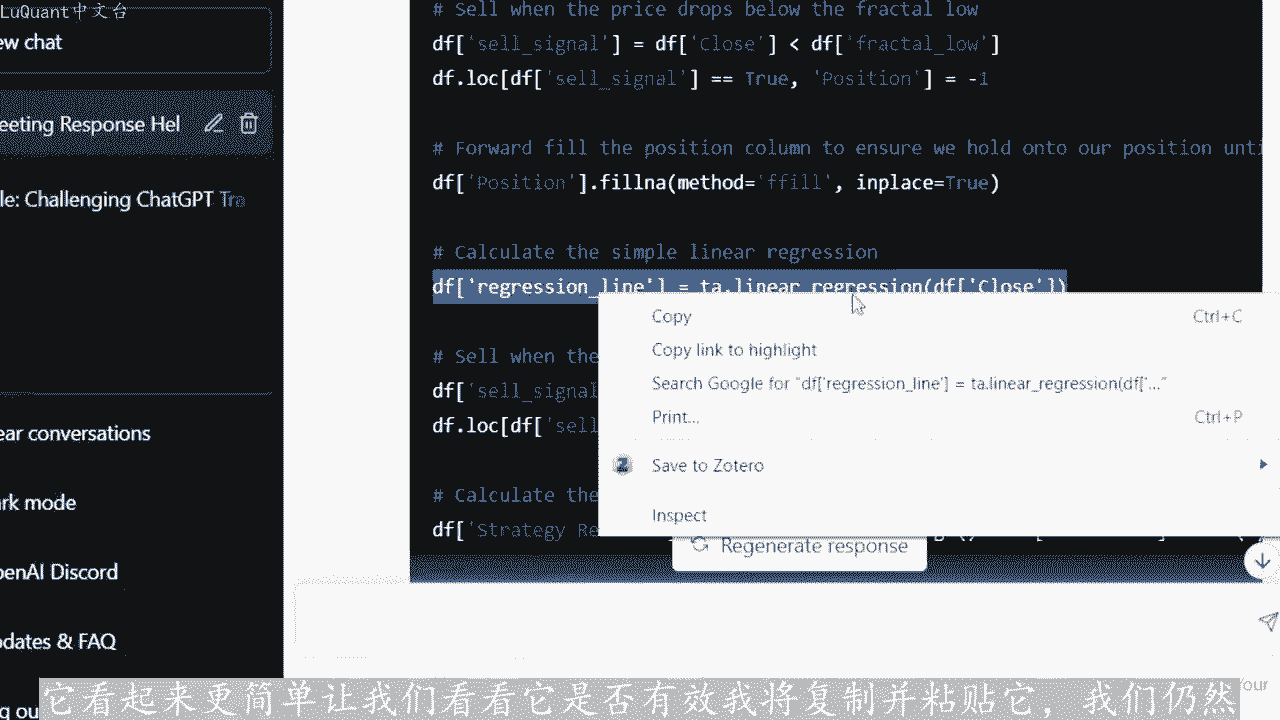 LuQuant中文台
ew chat
eeting Response Hel
le: Challenging ChatGPT Tra
ear conversations
rk mode
penAI Discord
pdates & FAQ
ng ou
# Sell when the price drops below the fractal low
df['sell_signal'] = df['Close'] < df['fractal_low']
df.loc[df['sell_signal'] == True, 'Position'] = -1
# Forward fill the position column to ensure we hold onto our position unti
df['Position'].fillna(method='ffill', inplace=True)
# Calculate the simple linear regression
df['regression_line'] = ta.linear_regression(df['Close'])
# Sell when the
df['sell_signal
df.loc[df['sell
# Calculate the
df['Strategy Re
Copy Ctrl+C
Copy link to highlight
Search Google for "df['regression_line'] = ta.linear_regression(df['..."
Print... Ctrl+P
Save to Zotero
Inspect
Regenerate response
our
它看起来更简单让我们看看它是否有效我将复制并粘贴它，我们仍然